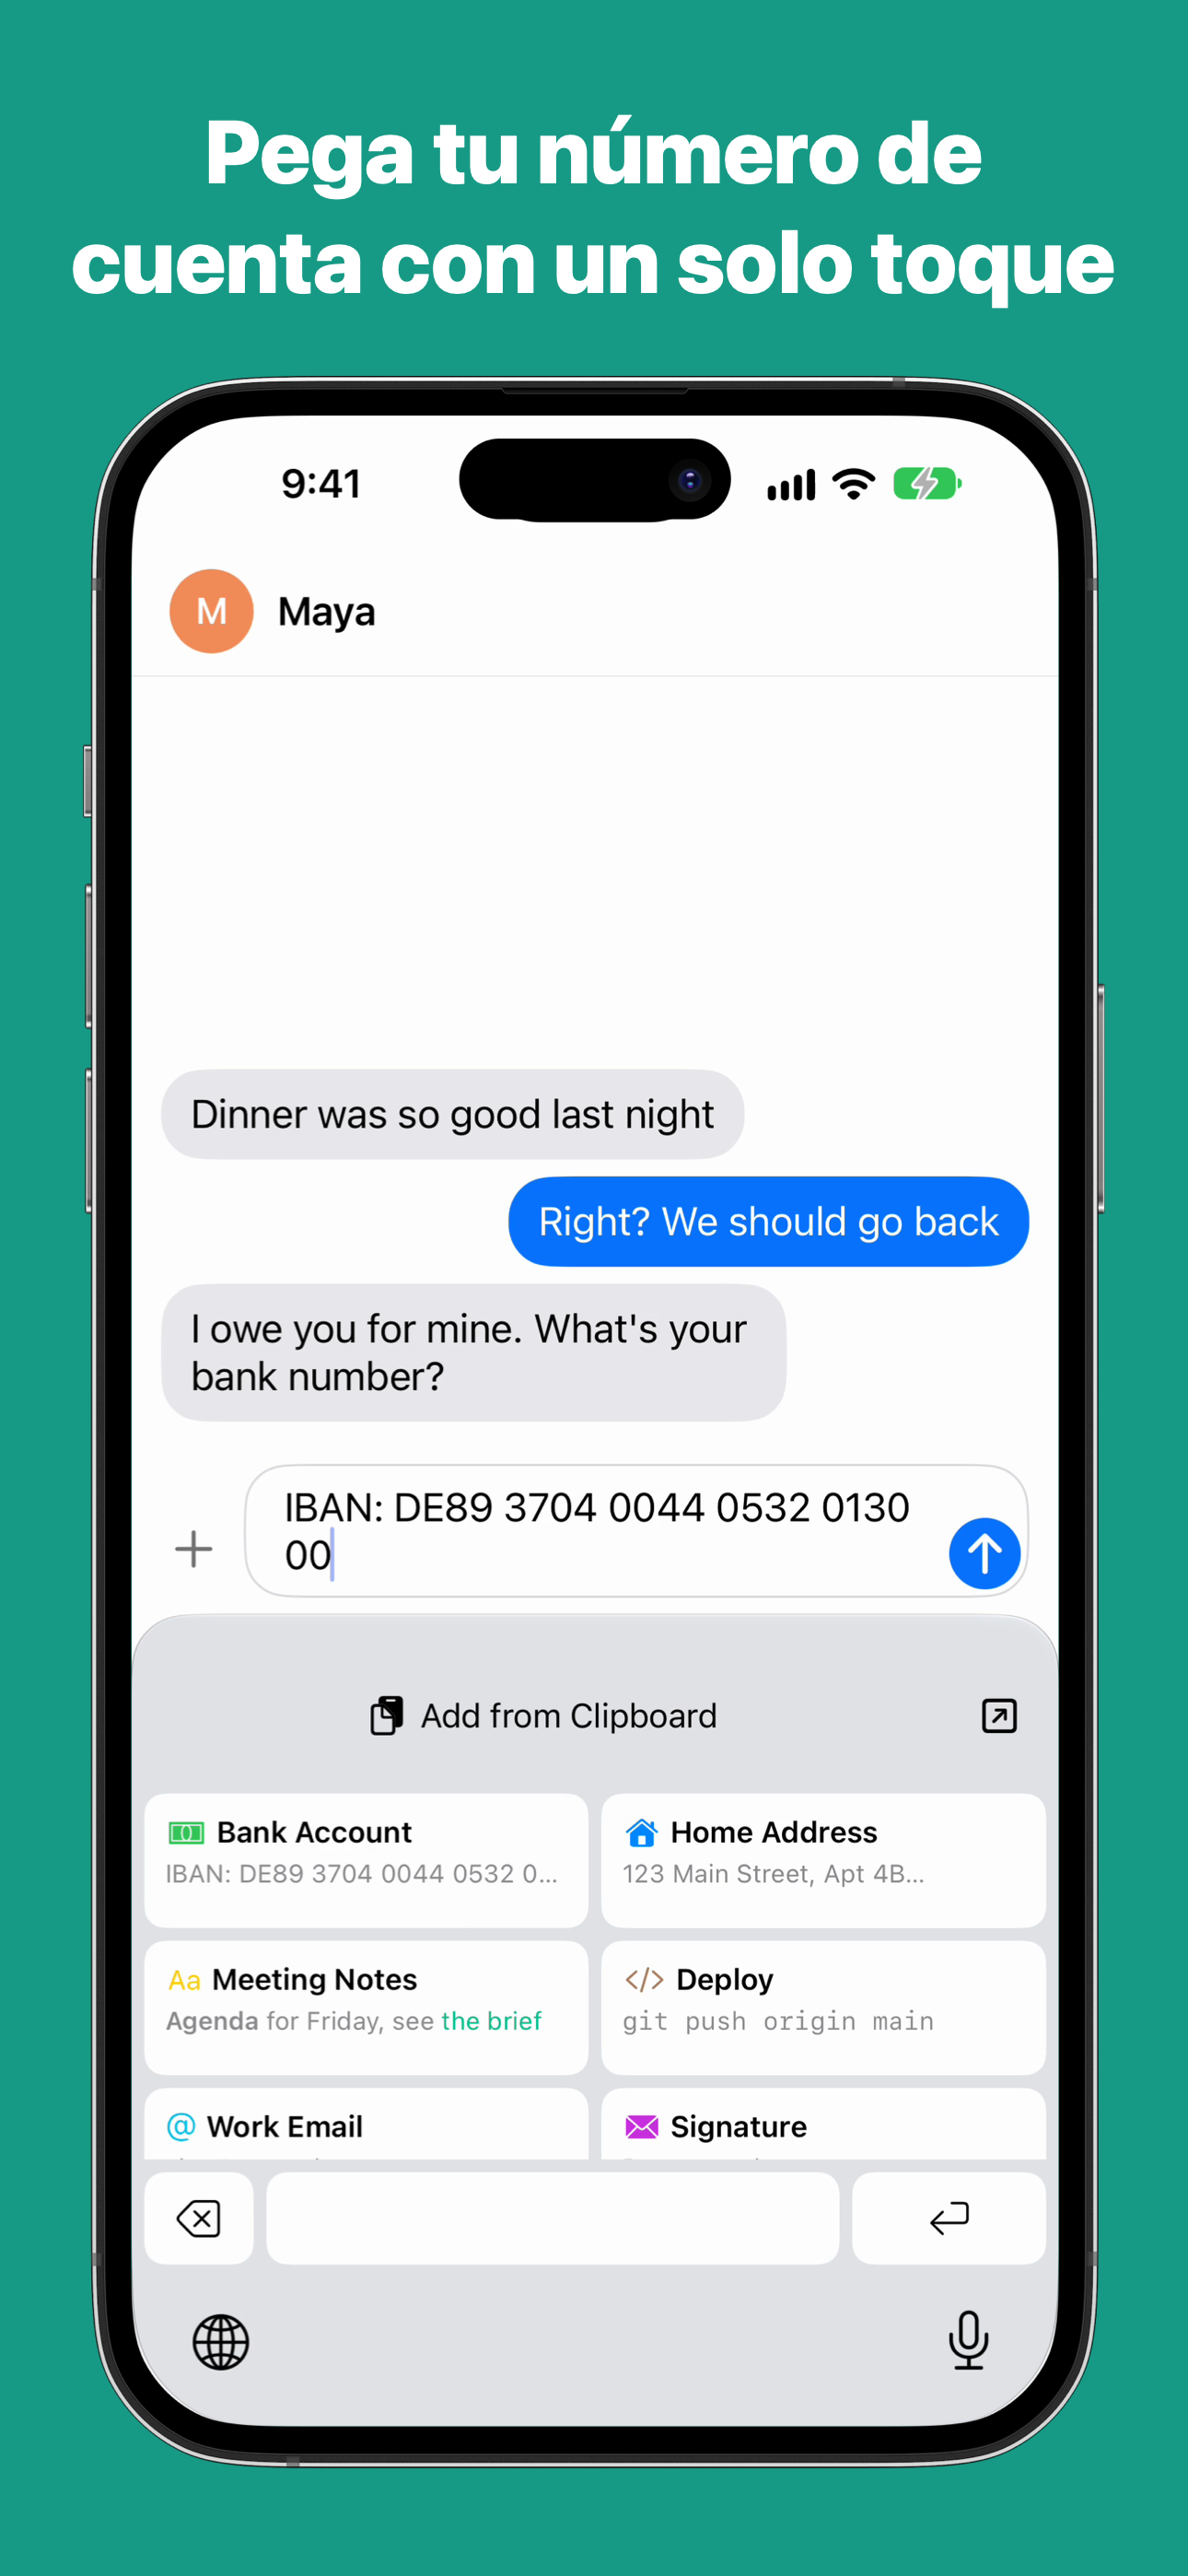 Pega tu número de
cuenta con un solo toque
9:41
M
Maya
Dinner was so good last night
Right? We should go back
I owe you for mine. What's your
bank number?
IBAN: DE89 3704 0044 0532 0130
00
Add from Clipboard
Bank Account
IBAN: DE89 3704 0044 0532 0...
Home Address
123 Main Street, Apt 4B...
Aa Meeting Notes
Agenda for Friday, see the brief
</> Deploy
git push origin main
@ Work Email
Signature